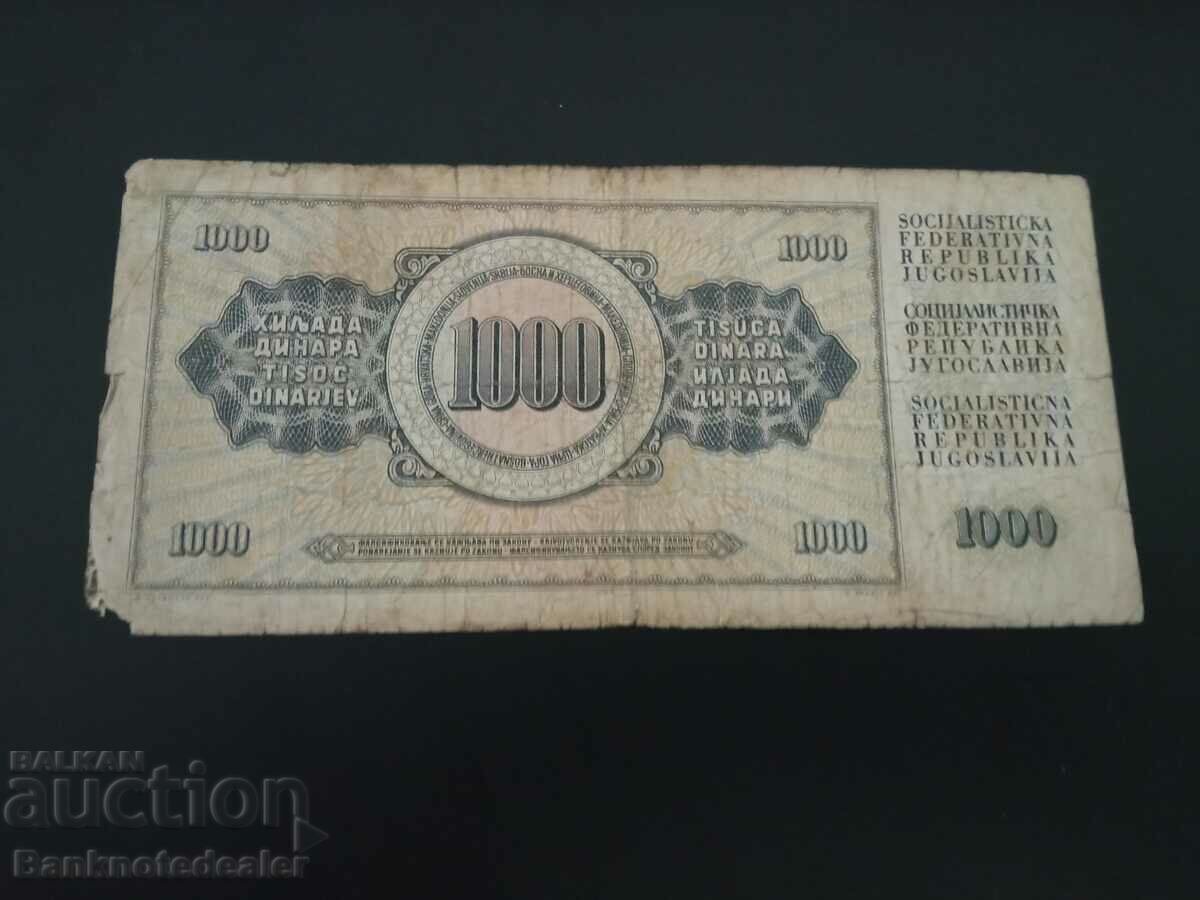 1000
1000
ХИЉАДА
ДИНАРА
TISOČ
DINARJEV
1000
TISUĆA
DINARA
ИЛЈАДА
ДИНАРИ
1000
1000
SOCIJALISTIČKA
FEDERATIVNA
REPUBLIKA
JUGOSLAVIJA
СОЦИЈАЛИСТИЧКА
ФЕДЕРАТИВНА
РЕПУБЛИКА
ЈУГОСЛАВИЈА
SOCIALISTIČNA
FEDERATIVNA
REPUBLIKA
JUGOSLAVIJA
1000
BALKAN
auction
Banknotedealer